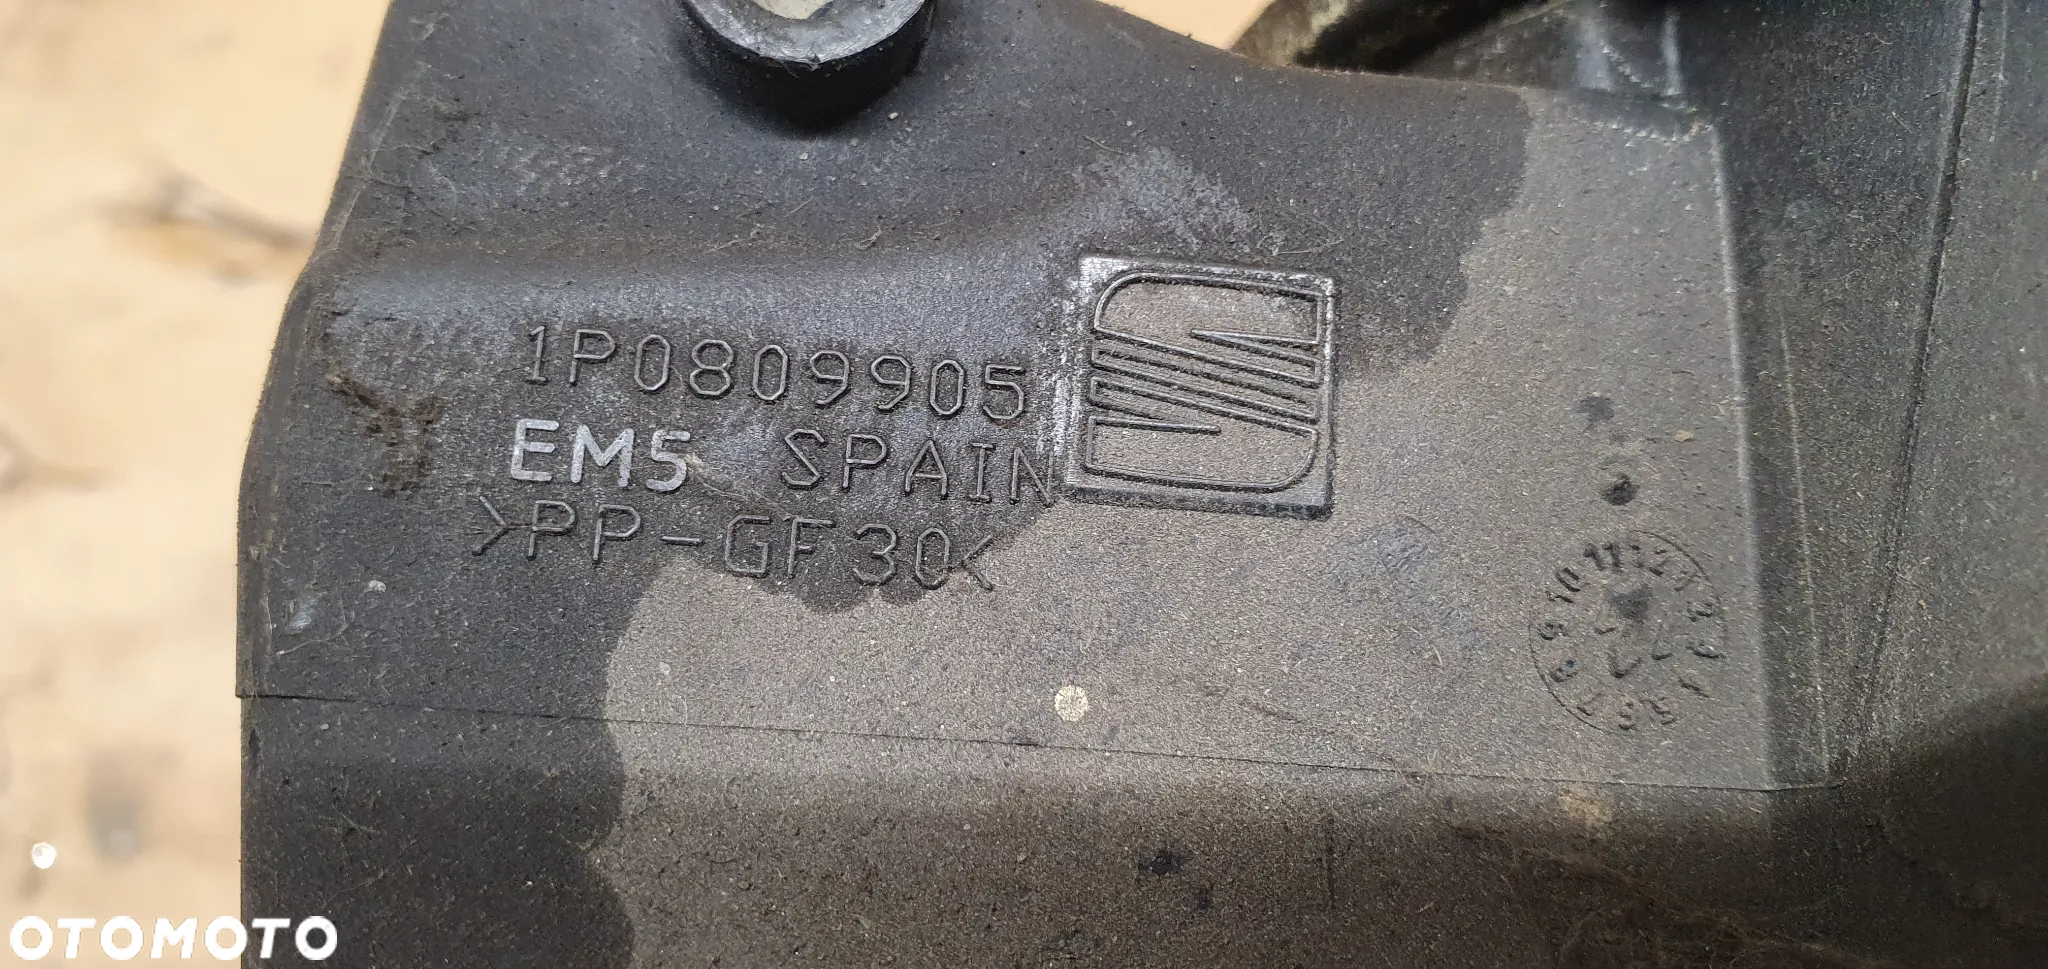 1P0809905
EM5 SPAIN
>PP-GF30<
OTOMOTO